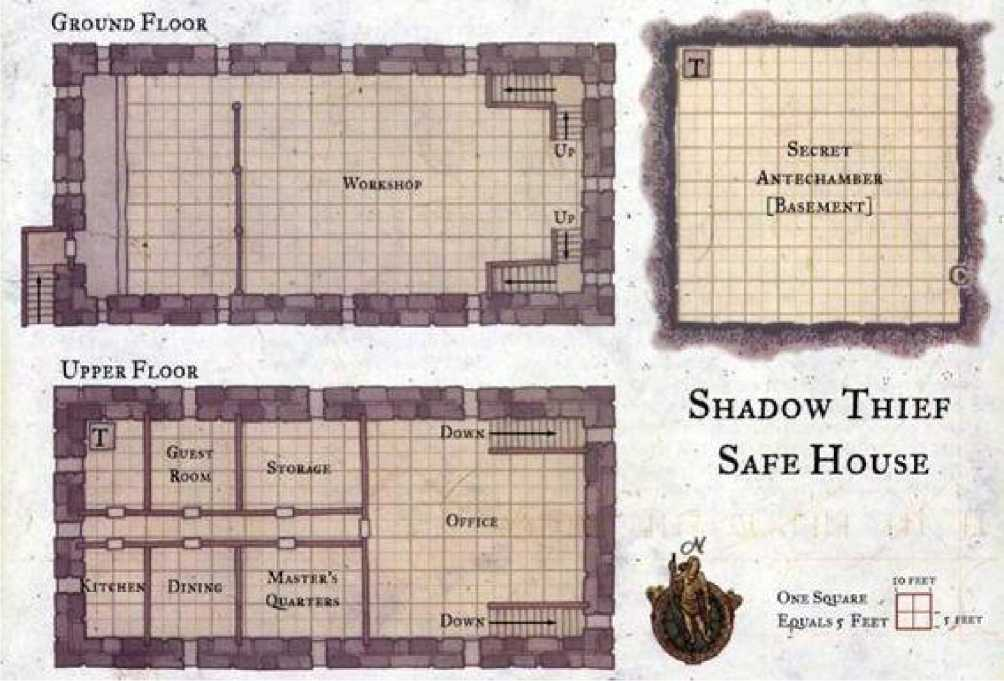 Ground Floor
T
Secret
Antechamber
[Basement]
Workshop
Up
Up
C
Upper Floor
T
Guest
Room
Storage
Down
Office
Kitchen
Dining
Master's
Quarters
Down
Shadow Thief
Safe House
N
One Square
Equals 5 Feet
10 feet
5 feet